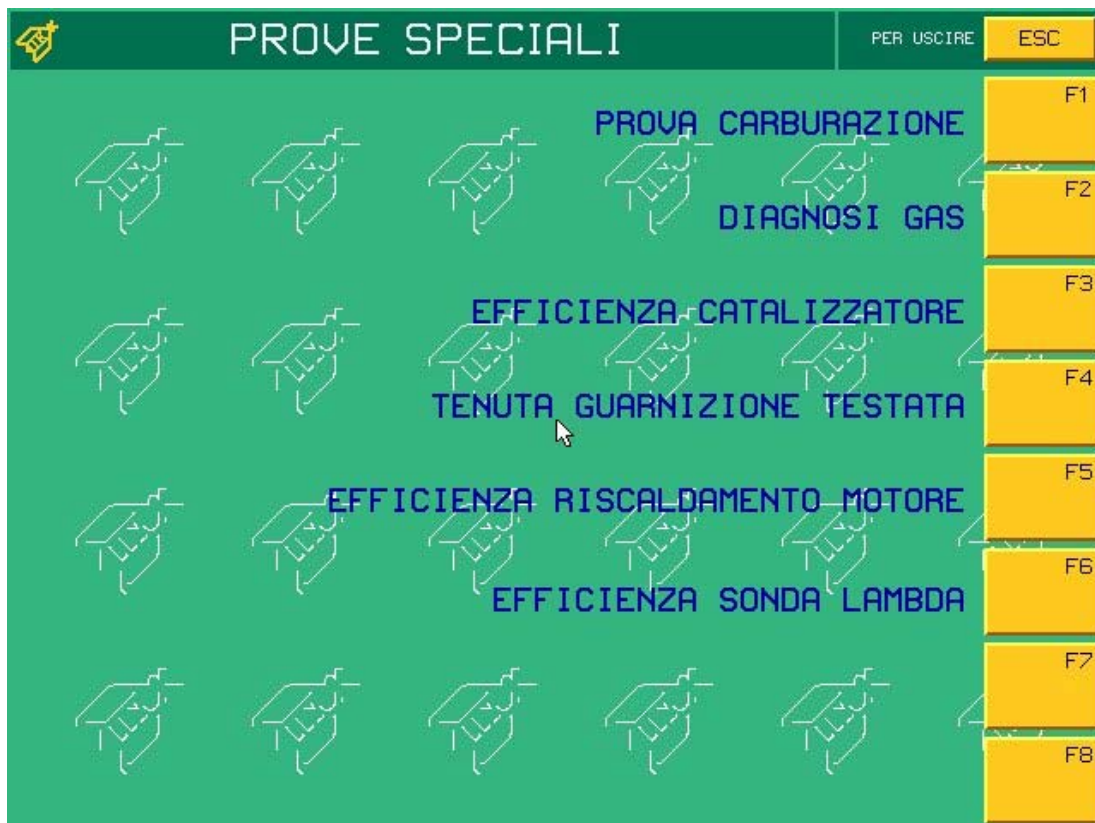 PROVE SPECIALI
PER USCIRE
ESC
PROVA CARBURAZIONE
F1
DIAGNOSI GAS
F2
EFFICIENZA CATALIZZATORE
F3
TENUTA GUARNIZIONE TESTATA
F4
EFFICIENZA RISCALDAMENTO MOTORE
F5
EFFICIENZA SONDA LAMBDA
F6
F7
F8